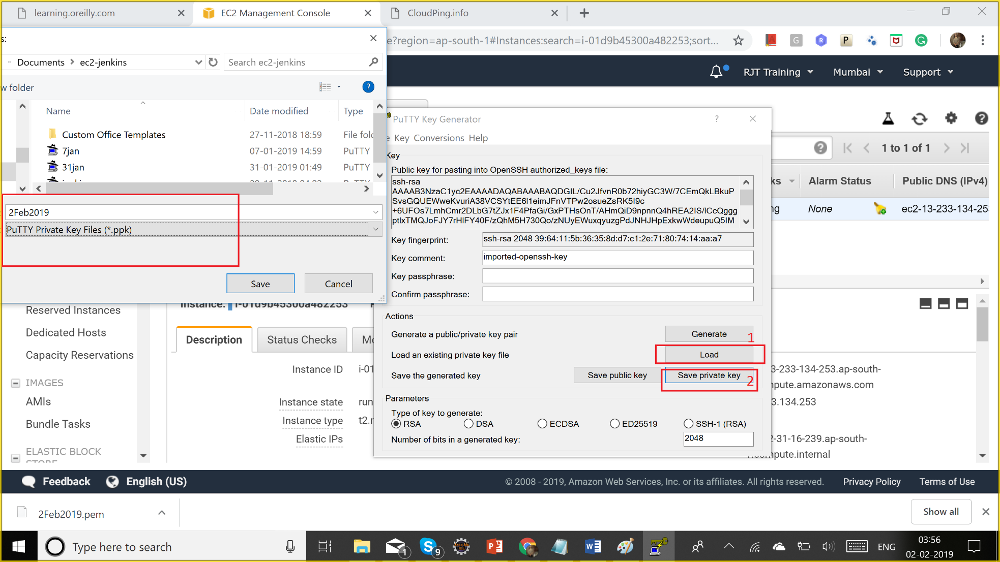 learning.oreilly.com
EC2 Management Console
CloudPing.info
s:
e?region=ap-south-1#Instances:search=i-01d9b45300a482253;sort...
Documents
ec2-jenkins
Search ec2-jenkins
RJT Training
Mumbai
Support
w folder
Name
Date modified
Type
Custom Office Templates 27-11-2018 18:59 File fol
7jan 07-01-2019 14:59 PuTTY
31jan 31-01-2019 01:49 PuTTY
2Feb2019
PuTTY Private Key Files (*.ppk)
Save
Cancel
PuTTY Key Generator
e Key Conversions Help
Key
Public key for pasting into OpenSSH authorized_keys file:
ssh-rsa
AAAAB3NzaC1yc2EAAAADAQABAAABAQDGIL/Cu2JfvnR0b72hiyGC3W/7CEmQkLBkuP
SvsGQUEWweKvuriA38VCSYtEE6l1eimJFnVTPw2osueZsRK5I9c
+6UFOs7LmhCmr2DLbG7tZJx1F4PfaGi/GxPTHsOnT/AHmQiD9npnnQ4hREA2IS/ICcQggg
ptlxTMQJoFJY7rHlFY40F/zQhM5H730Qo/zNUyEWuxqyuzgPdJNHJHpExkwWdeupuQ5IM
Key fingerprint: ssh-rsa 2048 39:64:11:5b:36:35:8d:d7:c1:2e:71:80:74:14:aa:a7
Key comment: imported-openssh-key
Key passphrase:
Confirm passphrase:
Actions
Generate a public/private key pair Generate 1
Load an existing private key file Load
Save the generated key Save public key Save private key 2
Parameters
Type of key to generate:
RSA DSA ECDSA ED25519 SSH-1 (RSA)
Number of bits in a generated key: 2048
1 to 1 of 1
ks Alarm Status Public DNS (IPv4)
ng None ec2-13-233-134-253
Instance: i-01d9b45300a482253
Reserved Instances
Dedicated Hosts
Capacity Reservations
IMAGES
AMIs
Bundle Tasks
ELASTIC BLOCK
STORE
Description Status Checks Mo
Instance ID i-01
Instance state run
Instance type t2.
Elastic IPs
3-233-134-253.ap-south-
mpute.amazonaws.com
3.134.253
2-31-16-239.ap-south-
mpute.internal
Feedback English (US)
© 2008 - 2019, Amazon Web Services, Inc. or its affiliates. All rights reserved. Privacy Policy Terms of Use
2Feb2019.pem
Show all
Type here to search
1
9
ENG
03:56
02-02-2019